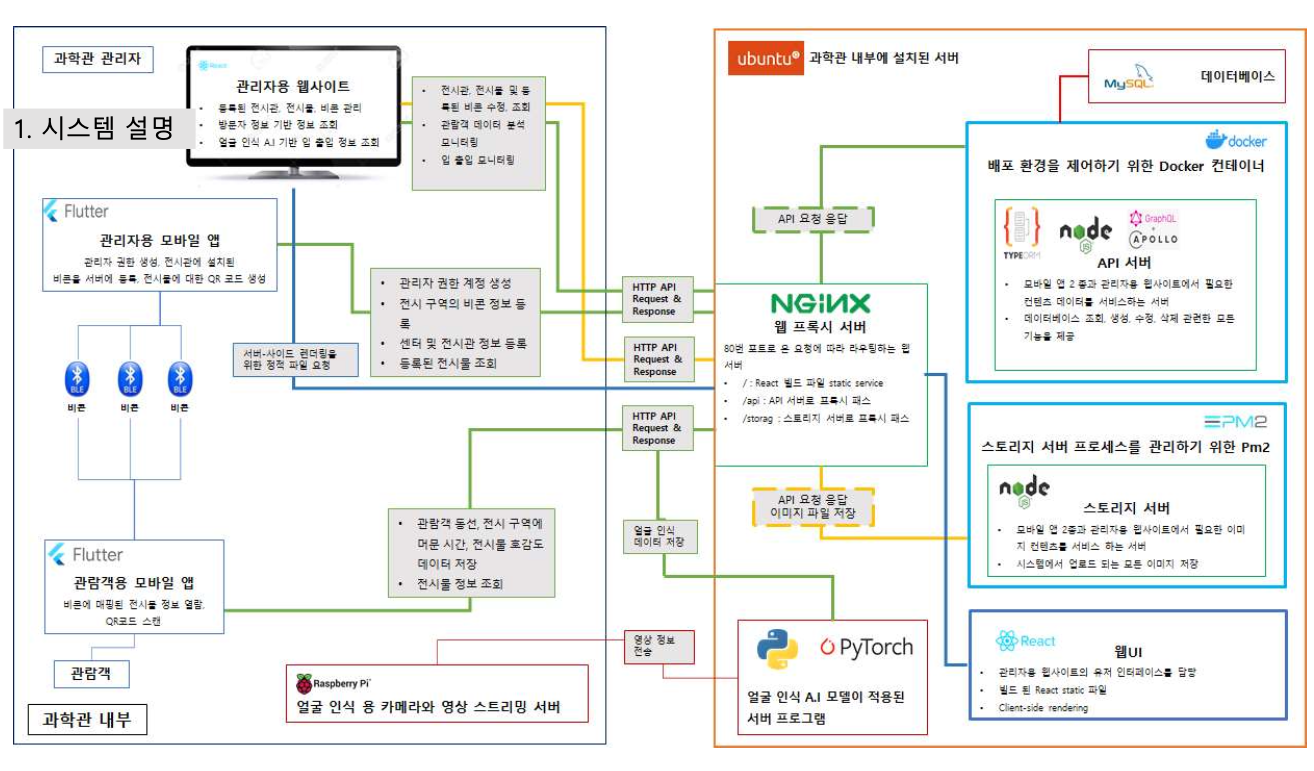 과학관 관리자
React
관리자용 웹사이트
• 등록된 전시관, 전시물, 비콘 관리
• 방문자 정보 기반 정보 조회
• 얼굴 인식 A.I 기반 입 출입 정보 조회
1. 시스템 설명
• 전시관, 전시물 및 등
록된 비콘 수정, 조회
• 관람객 데이터 분석
모니터링
• 입 출입 모니터링
Flutter
관리자용 모바일 앱
관리자 권한 생성, 전시관에 설치된
비콘을 서버에 등록, 전시물에 대한 QR 코드 생성
• 관리자 권한 계정 생성
• 전시 구역의 비콘 정보 등
록
• 센터 및 전시관 정보 등록
• 등록된 전시물 조회
서버-사이드 렌더링을
위한 정적 파일 요청
BLE
비콘
BLE
비콘
BLE
비콘
• 관람객 동선, 전시 구역에
머문 시간, 전시물 호감도
데이터 저장
• 전시물 정보 조회
Flutter
관람객용 모바일 앱
비콘에 매핑된 전시물 정보 열람,
QR코드 스캔
관람객
과학관 내부
Raspberry Pi
얼굴 인식 용 카메라와 영상 스트리밍 서버
HTTP API
Request &
Response
HTTP API
Request &
Response
HTTP API
Request &
Response
얼굴 인식
데이터 저장
영상 정보
전송
ubuntu® 과학관 내부에 설치된 서버
MySQL
데이터베이스
docker
배포 환경을 제어하기 위한 Docker 컨테이너
API 요청 응답
TYPEORM
node
JS
GraphQL
+
APOLLO
API 서버
• 모바일 앱 2 종과 관리자용 웹사이트에서 필요한
컨텐츠 데이터를 서비스하는 서버
• 데이터베이스 조회, 생성, 수정, 삭제 관련한 모든
기능을 제공
NGINX
웹 프록시 서버
80번 포트로 온 요청에 따라 라우팅하는 웹
서버
• / : React 빌드 파일 static service
• /api : API 서버로 프록시 패스
• /storag : 스토리지 서버로 프록시 패스
API 요청 응답
이미지 파일 저장
PM2
스토리지 서버 프로세스를 관리하기 위한 Pm2
node
JS
스토리지 서버
• 모바일 앱 2종과 관리자용 웹사이트에서 필요한 이미
지 컨텐츠를 서비스 하는 서버
• 시스템에서 업로드 되는 모든 이미지 저장
PyTorch
얼굴 인식 A.I 모델이 적용된
서버 프로그램
React
웹UI
• 관리자용 웹사이트의 유저 인터페이스를 담당
• 빌드 된 React static 파일
• Client-side rendering